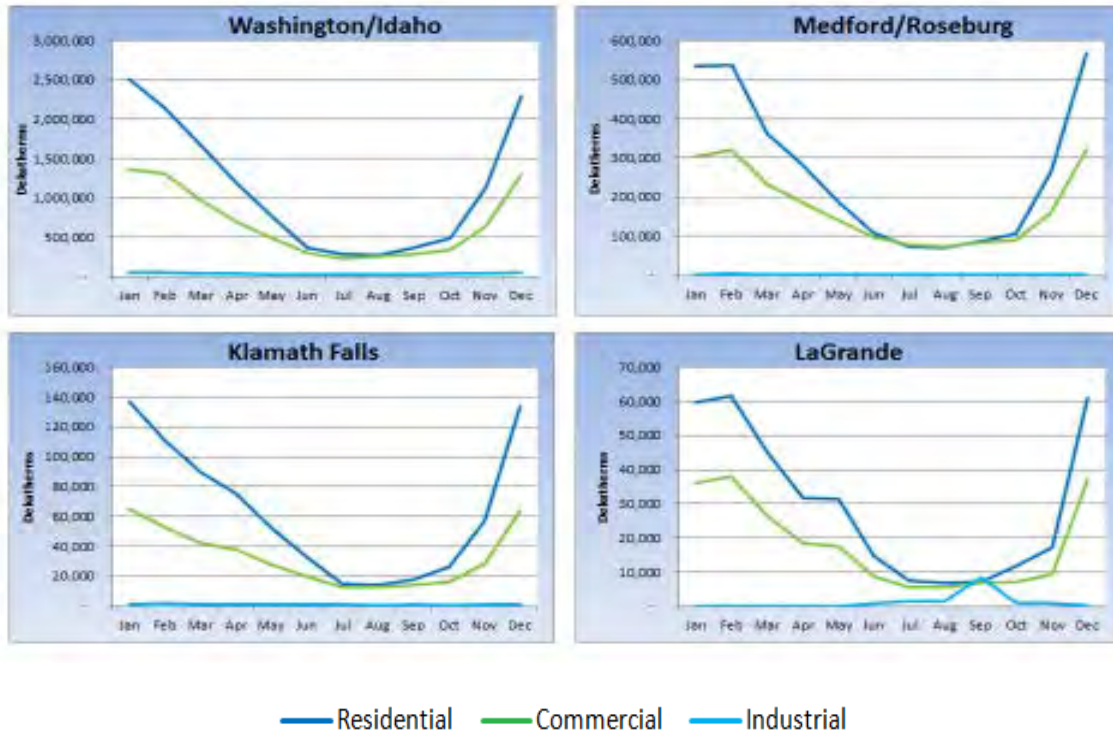 Washington/Idaho
Dekatherms
3,000,000
2,500,000
2,000,000
1,500,000
1,000,000
500,000
-
Jan Feb Mar Apr May Jun Jul Aug Sep Oct Nov Dec
Medford/Roseburg
600,000
500,000
400,000
300,000
200,000
100,000
-
Jan Feb Mar Apr May Jun Jul Aug Sep Oct Nov Dec
Klamath Falls
Dekatherms
160,000
140,000
120,000
100,000
80,000
60,000
40,000
20,000
-
Jan Feb Mar Apr May Jun Jul Aug Sep Oct Nov Dec
LaGrande
Dekatherms
70,000
60,000
50,000
40,000
30,000
20,000
10,000
-
Jan Feb Mar Apr May Jun Jul Aug Sep Oct Nov Dec
Residential Commercial Industrial